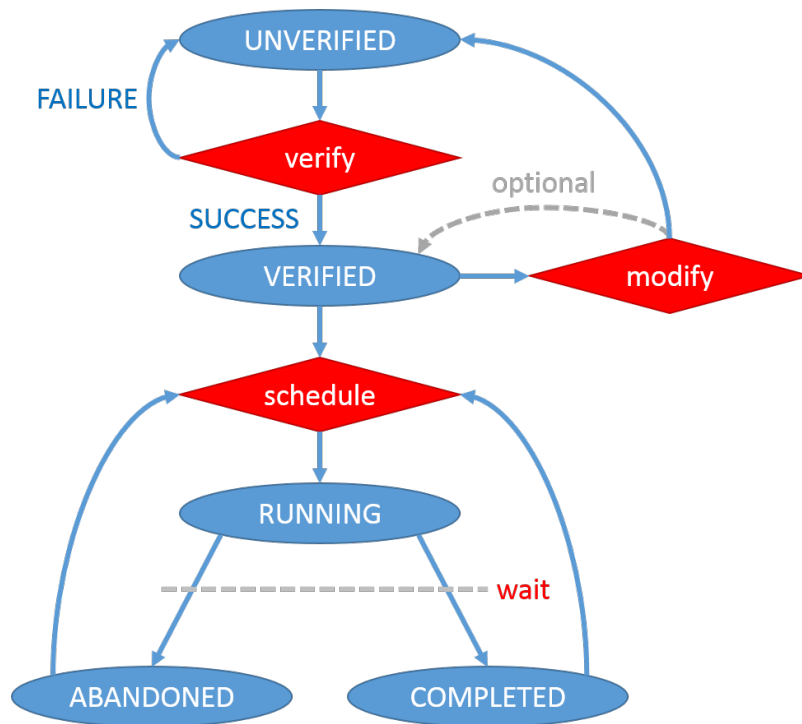 UNVERIFIED
FAILURE
verify
optional
SUCCESS
VERIFIED
modify
schedule
RUNNING
wait
ABANDONED
COMPLETED